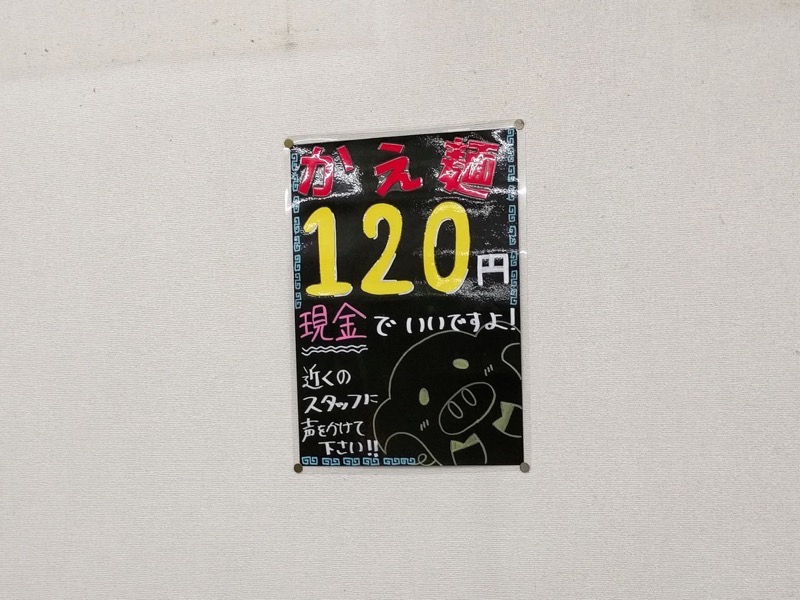 かえ麺
120円
現金でいいですよ!
近くの
スタッフに
声をかけて
下さい!!